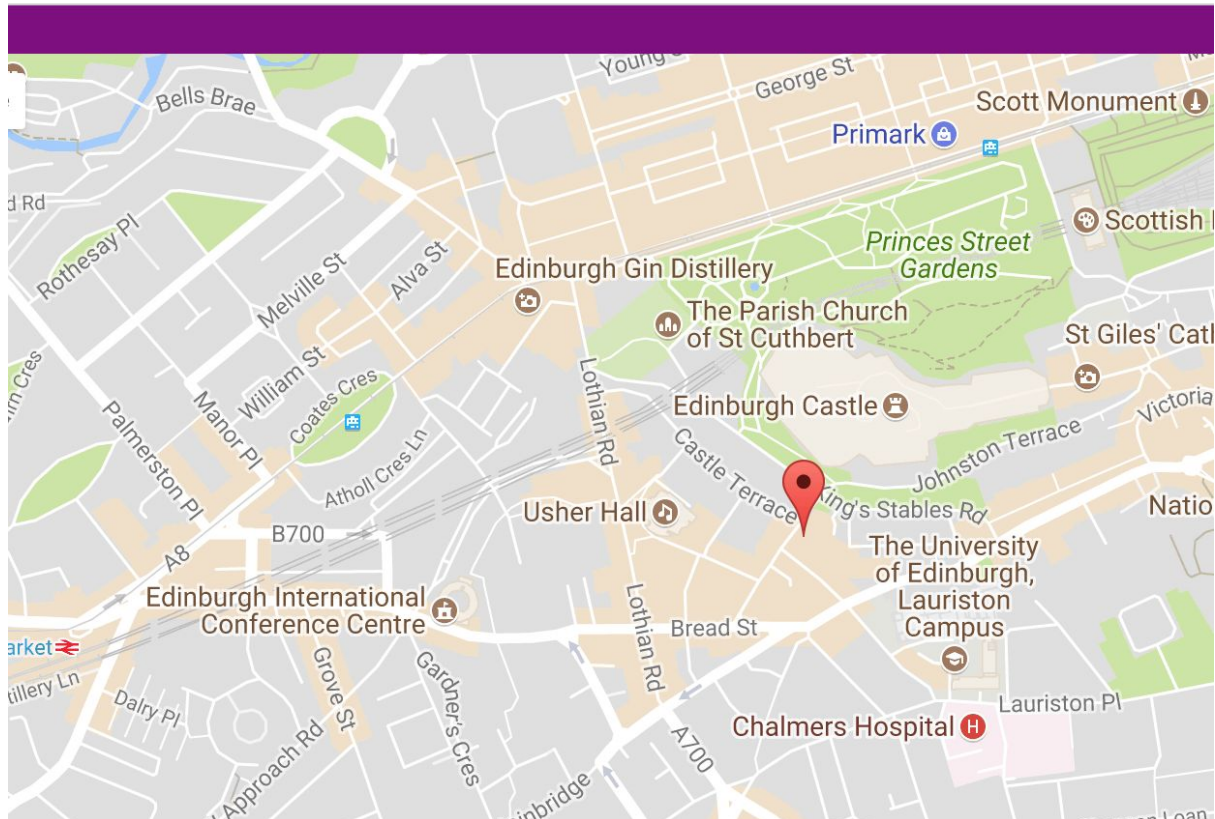 Young
George St
Bells Brae
Scott Monument
Primark
d Rd
Rothesay Pl
Princes Street
Gardens
Scottish
Melville St
Alva St
Edinburgh Gin Distillery
The Parish Church
of St Cuthbert
St Giles' Cat
Cres
William St
Coates Cres
Lothian Rd
Edinburgh Castle
Victoria
Manor Pl
Palmerston Pl
Atholl Cres Ln
Castle Terrace
Johnston Terrace
King's Stables Rd
Usher Hall
Natio
B700
A8
The University
of Edinburgh,
Lauriston
Campus
Edinburgh International
Conference Centre
Lothian Rd
Bread St
arket
tillery Ln
Dalry Pl
Grove St
Gardner's Cres
Lauriston Pl
Chalmers Hospital
H
A700
Approach Rd
inbridge
Loan